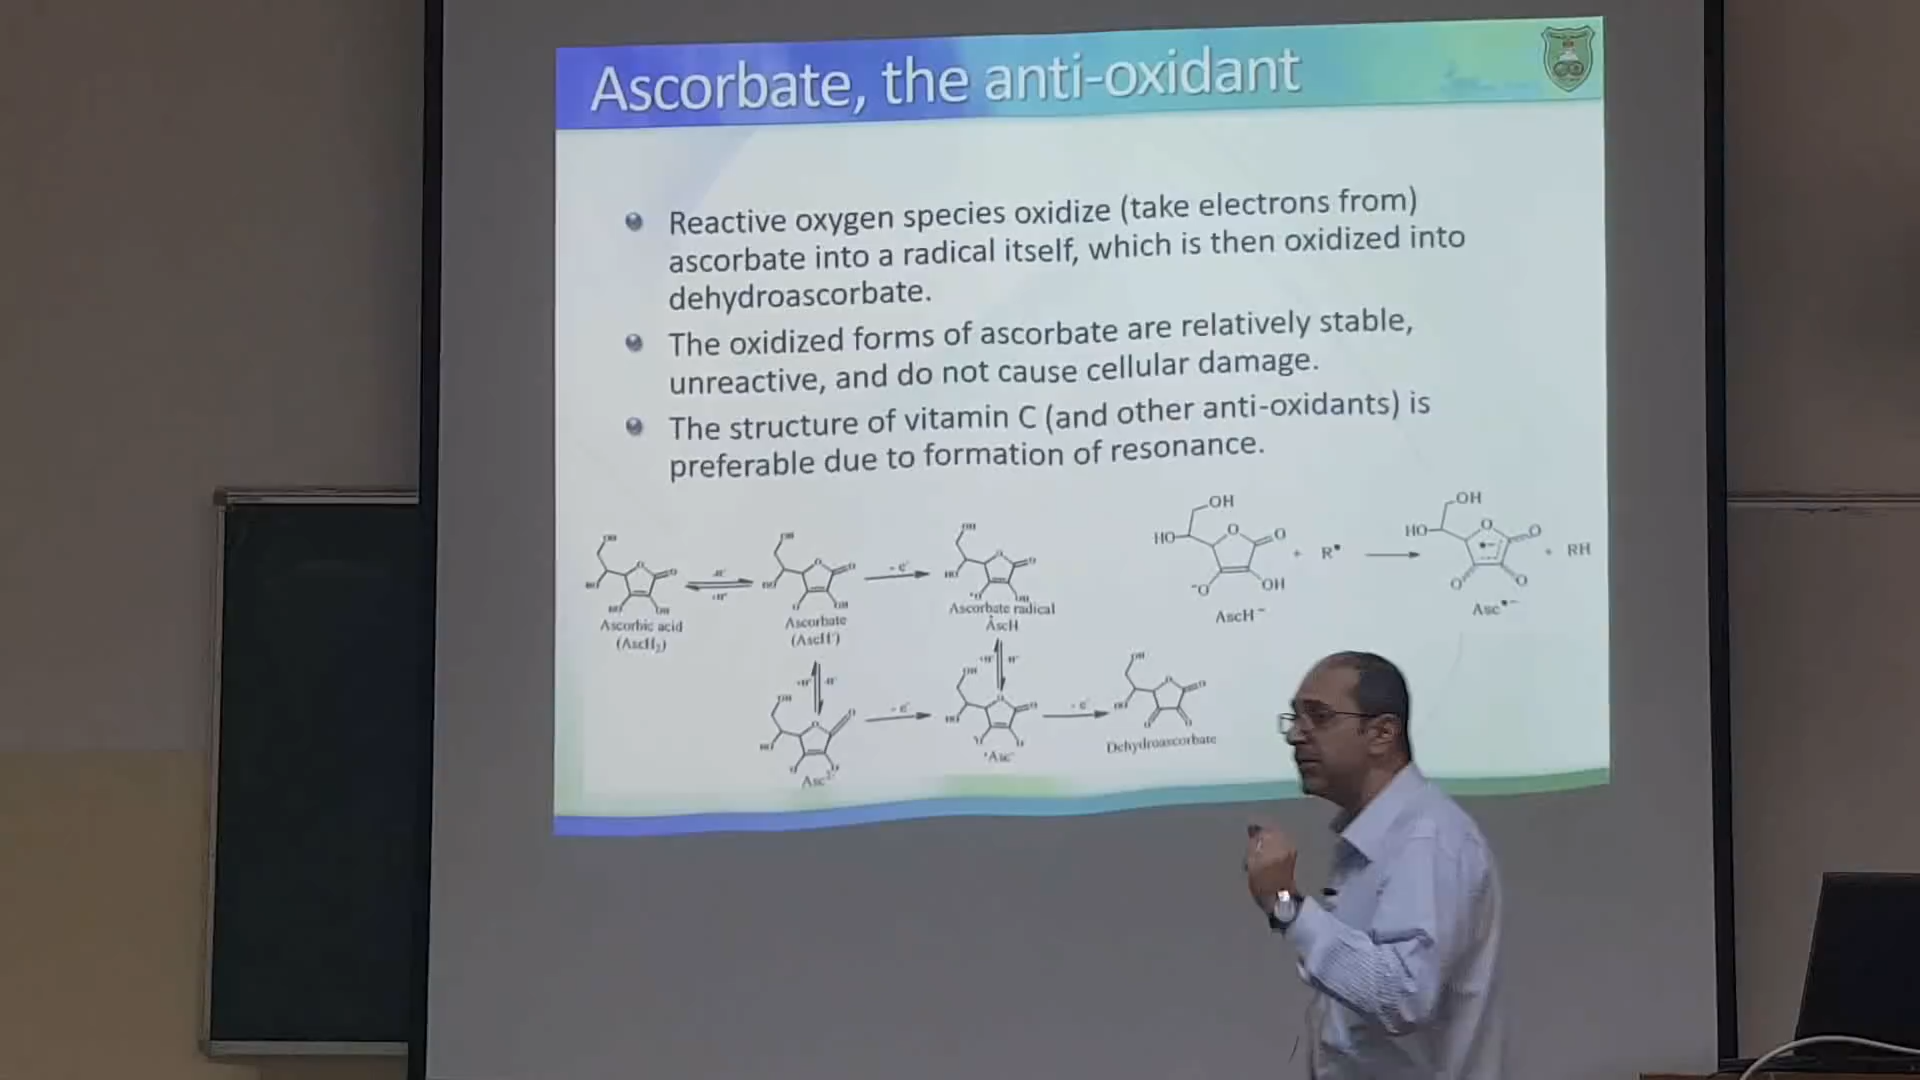 Ascorbate, the anti-oxidant
Reactive oxygen species oxidize (take electrons from)
ascorbate into a radical itself, which is then oxidized into
dehydroascorbate.
The oxidized forms of ascorbate are relatively stable,
unreactive, and do not cause cellular damage.
The structure of vitamin C (and other anti-oxidants) is
preferable due to formation of resonance.
OH
HO
O
O
⁻O
OH
AscH⁻
+
R•
OH
HO
O
O
O
O
Asc•⁻
+ RH
Ascorbic acid
(AscH₂)
Ascorbate
(AscH⁻)
Ascorbate radical
ȦscH
- e⁻
- e⁻
- e⁻
Asc²⁻
•Asc⁻
Dehydroascorbate